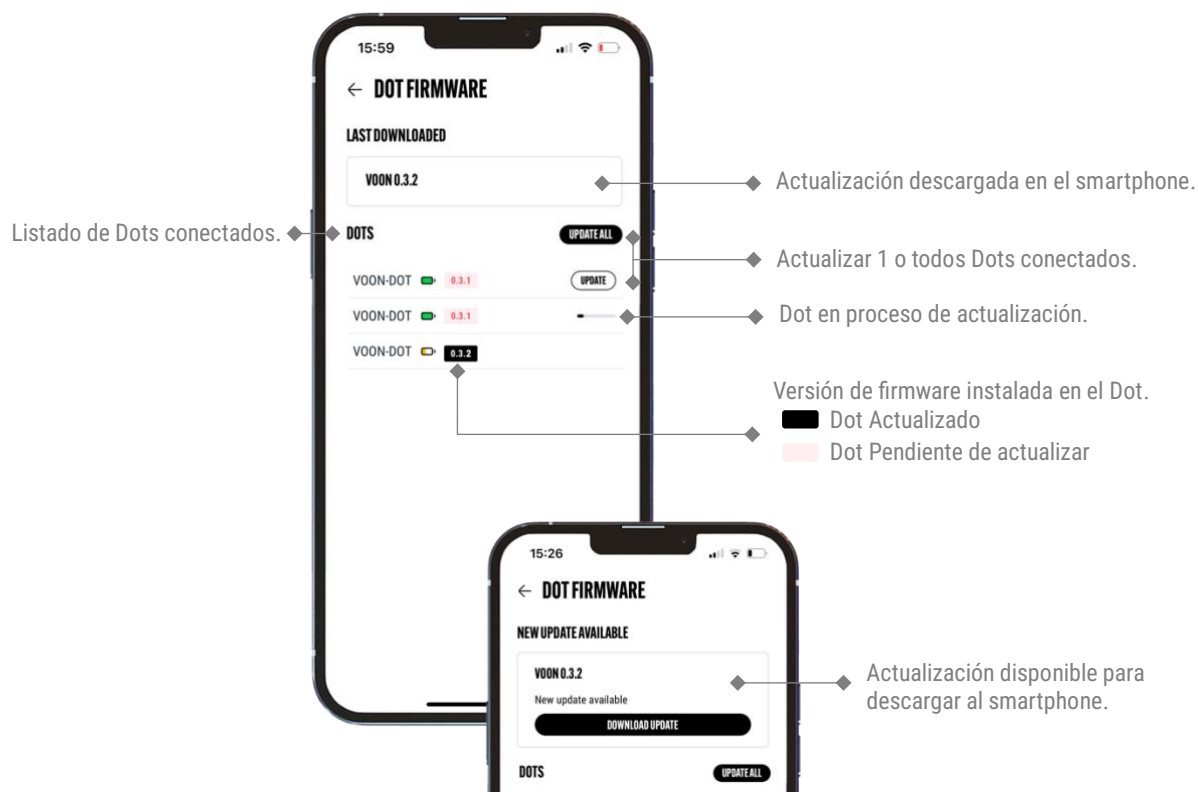 15:59
← DOT FIRMWARE
LAST DOWNLOADED
VOON 0.3.2
Actualización descargada en el smartphone.
Listado de Dots conectados.
DOTS
UPDATE ALL
Actualizar 1 o todos Dots conectados.
VOON-DOT 0.3.1 UPDATE
VOON-DOT 0.3.1
Dot en proceso de actualización.
VOON-DOT 0.3.2
Versión de firmware instalada en el Dot.
Dot Actualizado
Dot Pendiente de actualizar
15:26
← DOT FIRMWARE
NEW UPDATE AVAILABLE
VOON 0.3.2
New update available
DOWNLOAD UPDATE
Actualización disponible para
descargar al smartphone.
DOTS
UPDATE ALL